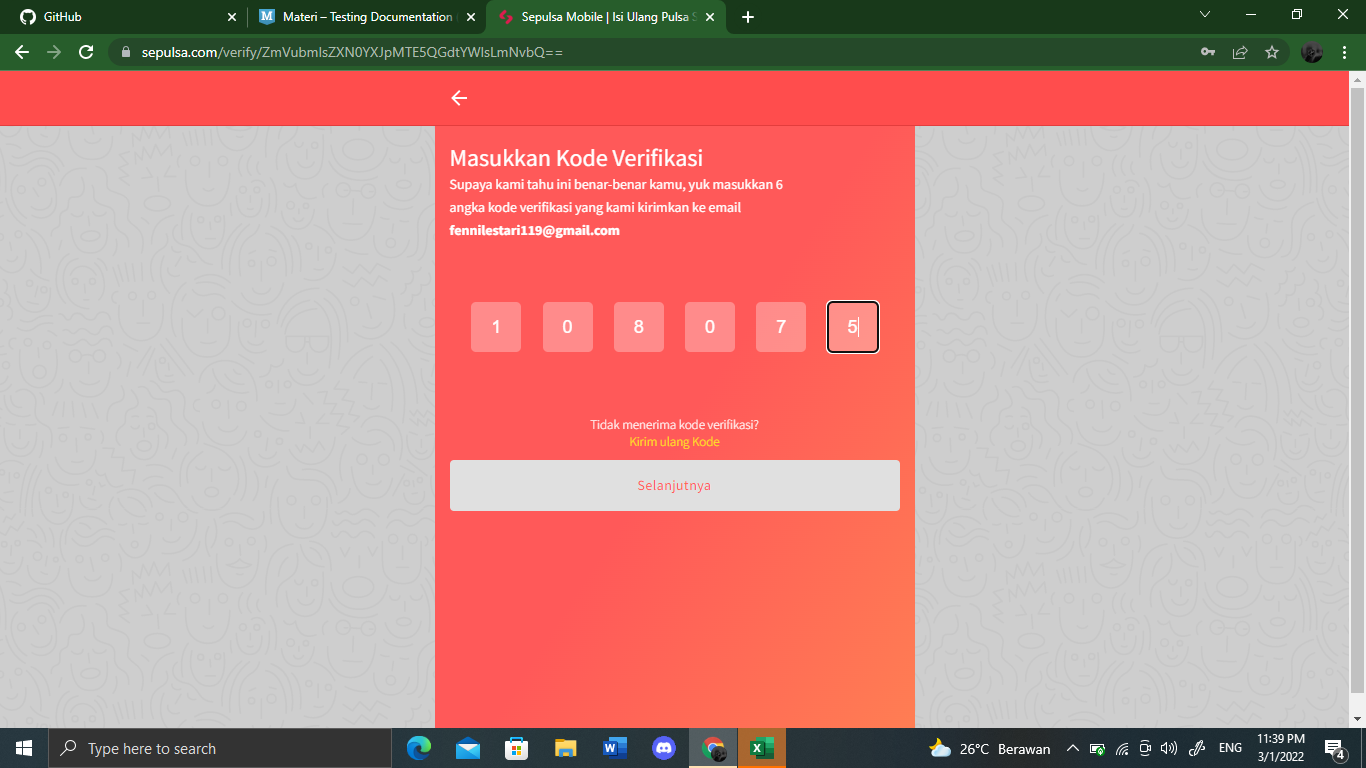 GitHub
Materi – Testing Documentation
Sepulsa Mobile | Isi Ulang Pulsa S
sepulsa.com/verify/ZmVubmlsZXN0YXJpMTE5QGdtYWlsLmNvbQ==
Masukkan Kode Verifikasi
Supaya kami tahu ini benar-benar kamu, yuk masukkan 6
angka kode verifikasi yang kami kirimkan ke email
fennilestari119@gmail.com
1 0 8 0 7 5
Tidak menerima kode verifikasi?
Kirim ulang Kode
Selanjutnya
Type here to search
26°C Berawan
ENG
11:39 PM
3/1/2022
4